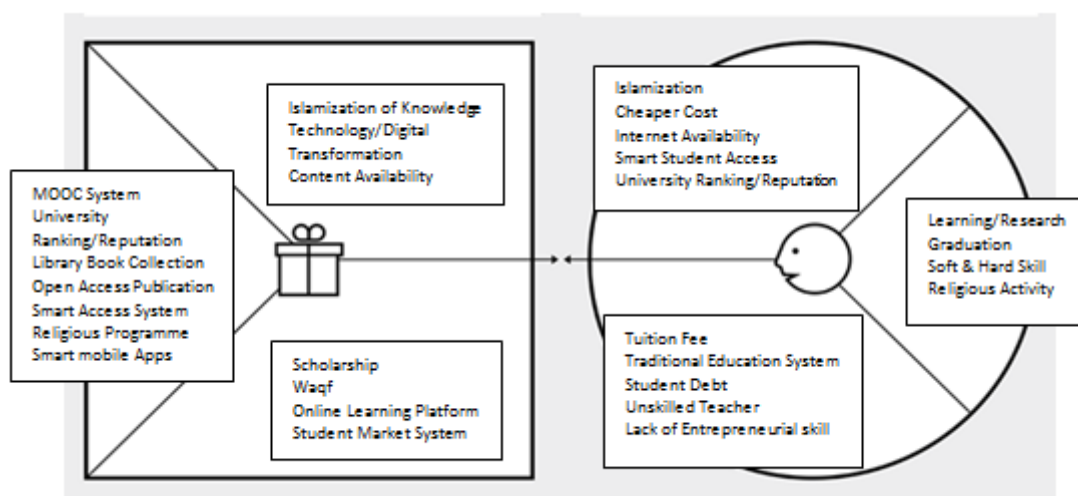 Islamization of Knowledge
Technology/Digital
Transformation
Content Availability
MOOC System
University
Ranking/Reputation
Library Book Collection
Open Access Publication
Smart Access System
Religious Programme
Smart mobile Apps
Scholarship
Waqf
Online Learning Platform
Student Market System
Islamization
Cheaper Cost
Internet Availability
Smart Student Access
University Ranking/Reputation
Learning/Research
Graduation
Soft & Hard Skill
Religious Activity
Tuition Fee
Traditional Education System
Student Debt
Unskilled Teacher
Lack of Entrepreneurial skill